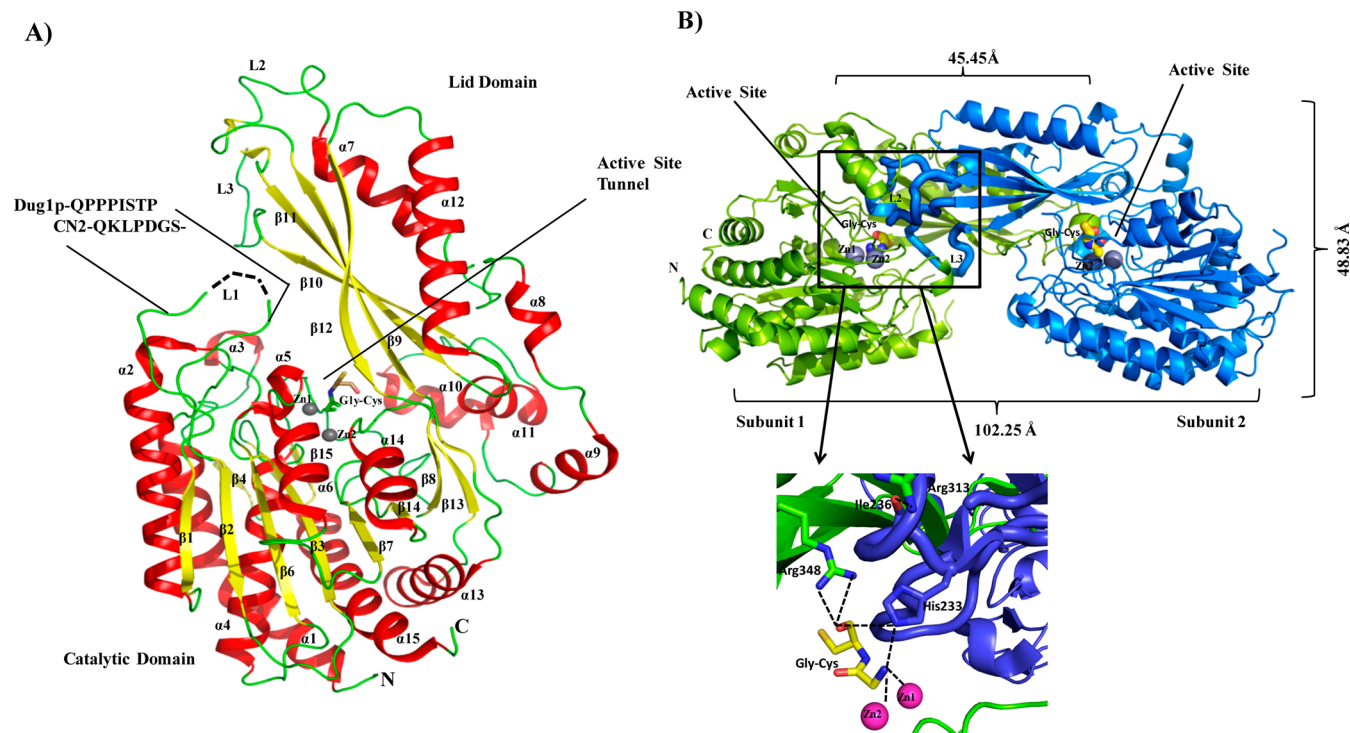 A)
L2
Lid Domain
α7
Active Site
Tunnel
L3
α12
Dug1p-QPPPISTP
CN2-QKLPDGS-
β11
L1
β10
α8
β12
β9
α3
α5
α2
α10
Zn1
G1y-Cys
Zn2
α14
α11
α9
β15
β4
α6
β8
β14
β13
β1
β2
β3
β7
β6
α13
α4
α1
α15
C
Catalytic Domain
N
B)
45.45Å
Active Site
Active Site
L2
Gly-Cys
Gly-Cys
C
Zn1
Zn2
L3
Zn2
N
48.83 Å
Subunit 1
102.25 Å
Subunit 2
Arg313
Ile236
Arg348
His233
Gly-Cys
Zn1
Zn2